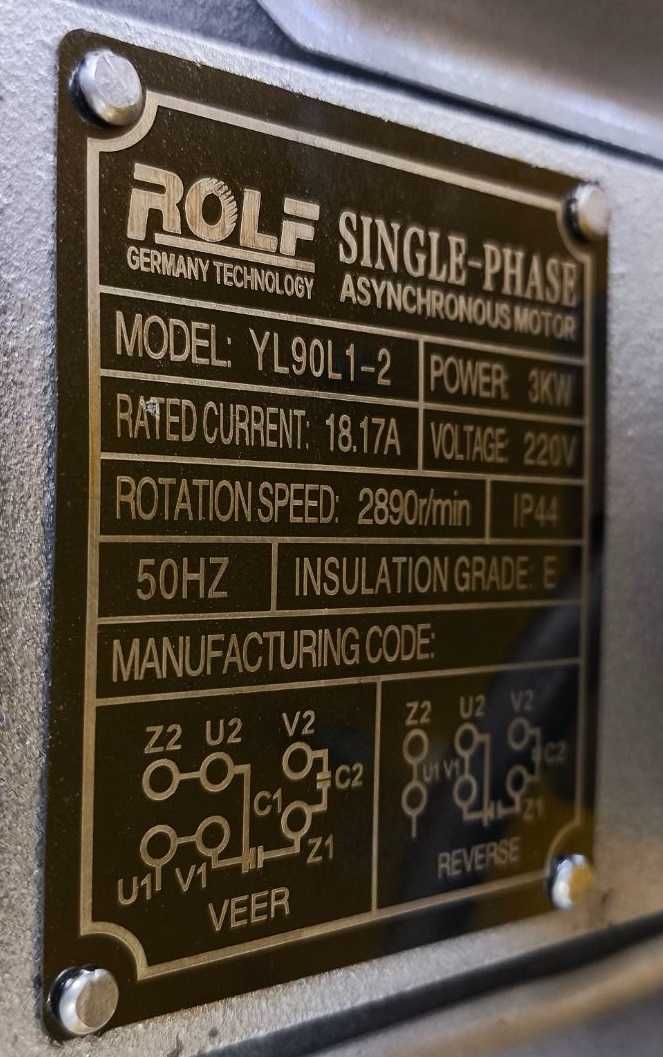 ROLF
GERMANY TECHNOLOGY
SINGLE-PHASE
ASYNCHRONOUS MOTOR
MODEL: YL90L1-2
POWER: 3KW
RATED CURRENT: 18.17A
VOLTAGE: 220V
ROTATION SPEED: 2890r/min
IP44
50HZ
INSULATION GRADE: E
MANUFACTURING CODE:
Z2 U2 V2
C1 C2
U1 V1 Z1
VEER
Z2 U2 V2
U1 V1 C2
Z1
REVERSE